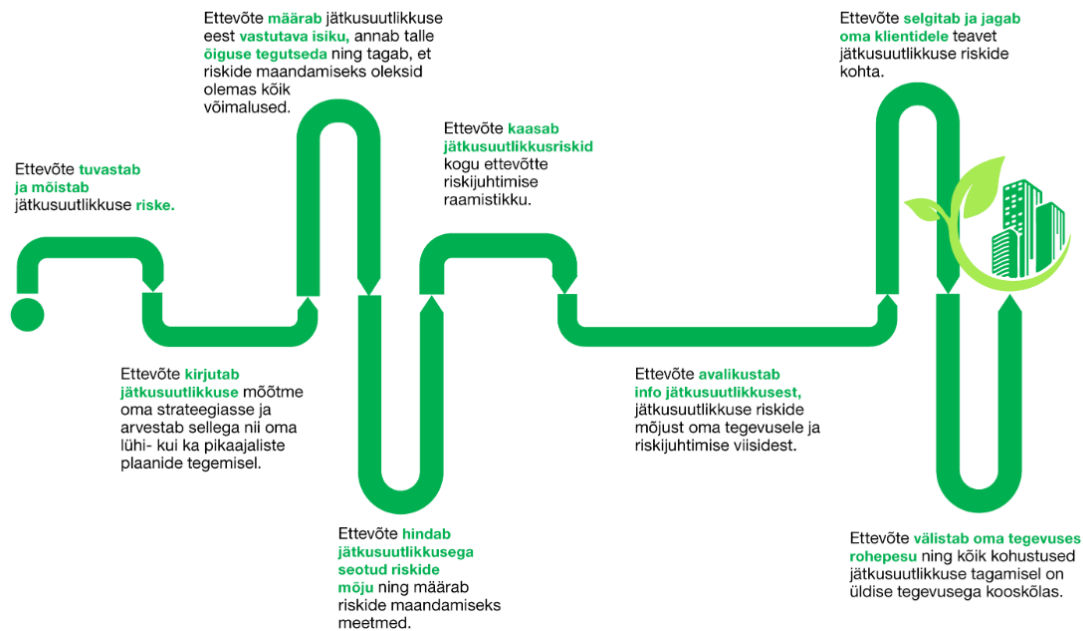 Ettevõte tuvastab
ja mõistab
jätkusuutlikkuse riske.
Ettevõte kirjutab
jätkusuutlikkuse mõõtme
oma strateegiasse ja
arvestab sellega nii oma
lühi- kui ka pikaajaliste
plaanide tegemisel.
Ettevõte määrab jätkusuutlikkuse
eest vastutava isiku, annab talle
õiguse tegutseda ning tagab, et
riskide maandamiseks oleksid
olemas kõik
võimalused.
Ettevõte hindab
jätkusuutlikkusega
seotud riskide
mõju ning määrab
riskide maandamiseks
meetmed.
Ettevõte kaasab
jätkusuutlikkusriskid
kogu ettevõtte
riskijuhtimise
raamistikku.
Ettevõte avalikustab
info jätkusuutlikkusest,
jätkusuutlikkuse riskide
mõjust oma tegevusele ja
riskijuhtimise viisidest.
Ettevõte selgitab ja jagab
oma klientidele teavet
jätkusuutlikkuse riskide
kohta.
Ettevõte välistab oma tegevuses
rohepesu ning kõik kohustused
jätkusuutlikkuse tagamisel on
üldise tegevusega kooskõlas.